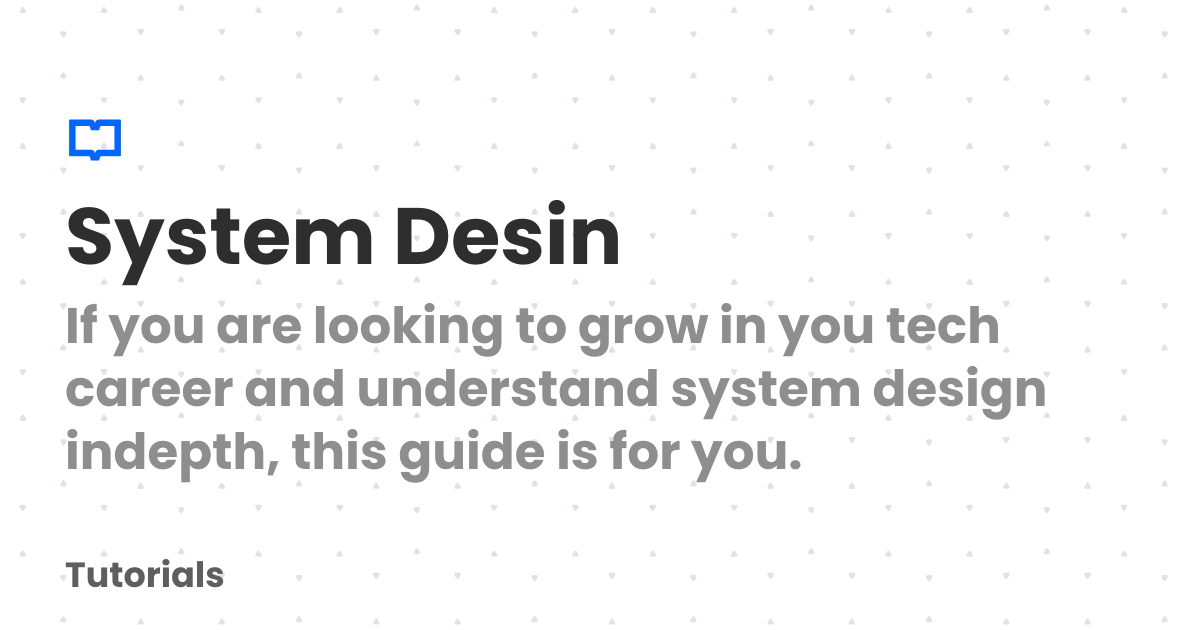 System Desin
If you are looking to grow in you tech
career and understand system design
indepth, this guide is for you.
Tutorials